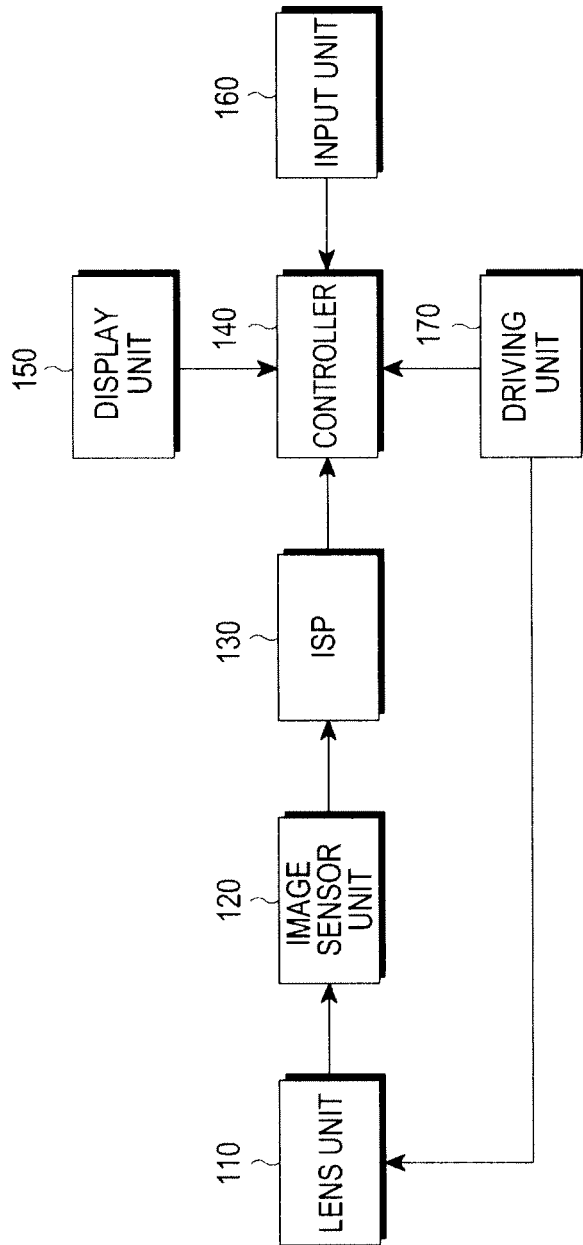 150
DISPLAY
UNIT
110
LENS UNIT
120
IMAGE
SENSOR
UNIT
130
ISP
140
CONTROLLER
160
INPUT UNIT
170
DRIVING
UNIT